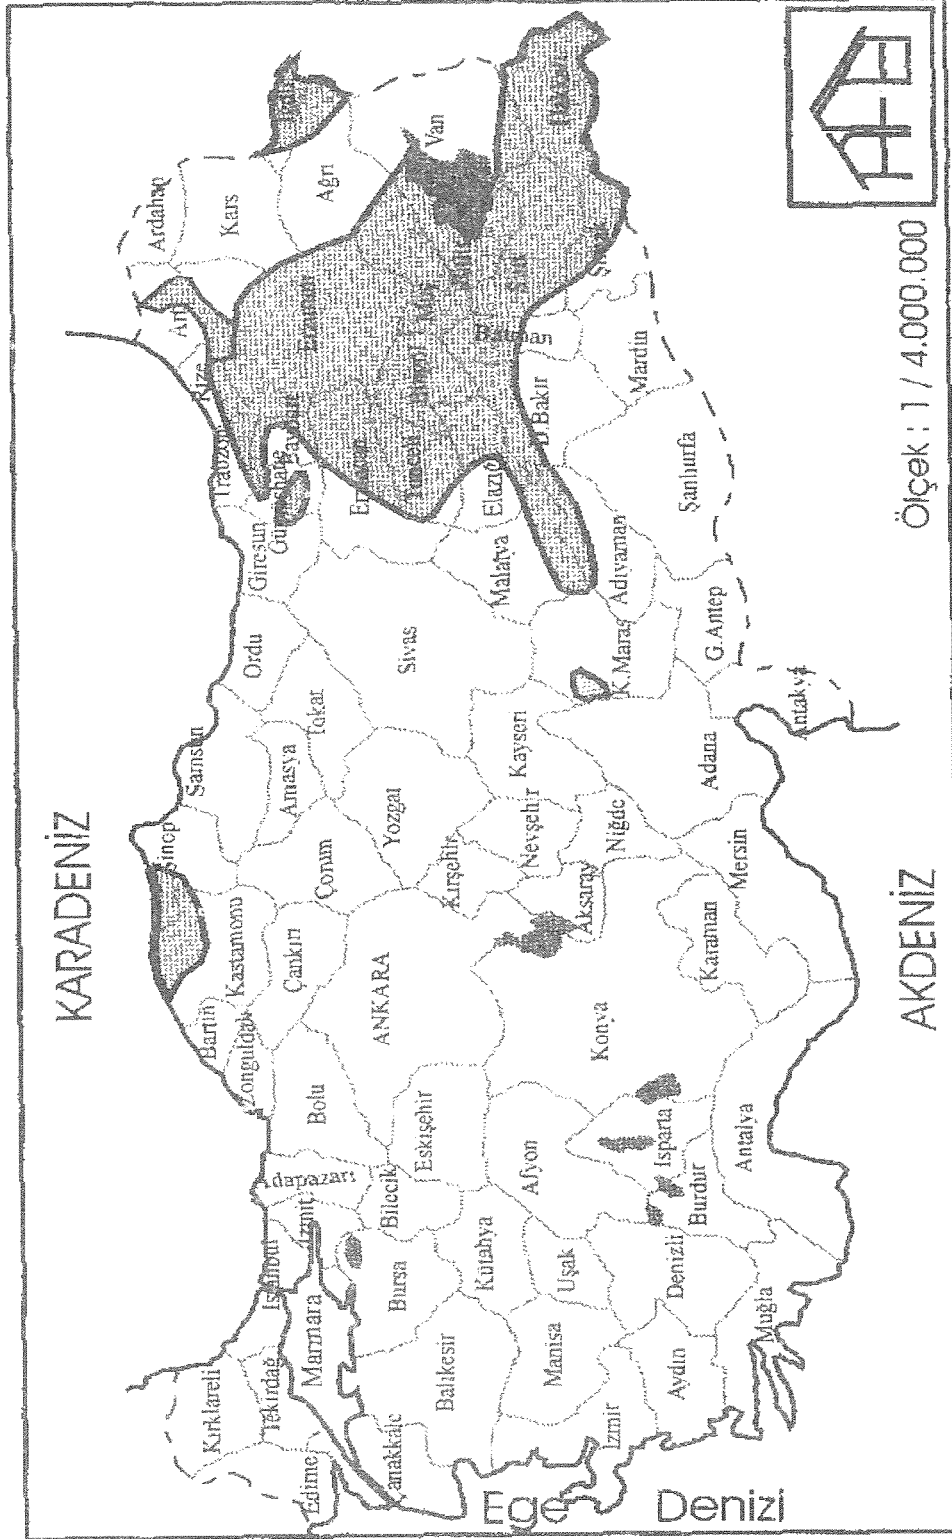 KARADENİZ
Kırklareli
Tekirdağ
Edirne
İstanbul
Marmara
İzmit
Adapazarı
Çanakkale
Balıkesir
Bursa
Bilecik
Kütahya
Eskişehir
Manisa
Uşak
Afyon
İzmir
Aydın
Denizli
Muğla
Burdur
Isparta
Antalya
Bolu
Zonguldak
Bartın
Kastamonu
Çankırı
ANKARA
Konya
Karaman
Aksaray
Kırşehir
Nevşehir
Niğde
Mersin
Sinop
Çorum
Yozgat
Kayseri
Adana
Samsun
Amasya
Tokat
Sivas
Ordu
Giresun
K.Maraş
G.Antep
Antakya
Malatya
Adıyaman
Şanlıurfa
Elazığ
D.Bakır
Mardin
Batman
Trabzon
Rize
Erzurum
Tunceli
Muş
Siirt
Ardahan
Kars
Ağrı
Van
Ege Denizi
AKDENİZ
Ölçek : 1 / 4.000.000